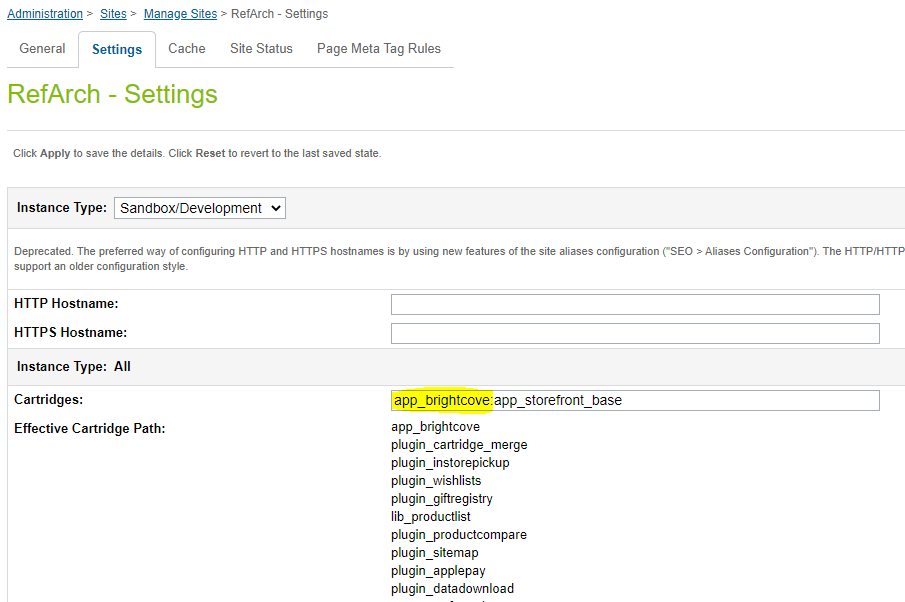 Administration > Sites > Manage Sites > RefArch - Settings
General Settings Cache Site Status Page Meta Tag Rules
RefArch - Settings
Click Apply to save the details. Click Reset to revert to the last saved state.
Instance Type: Sandbox/Development
Deprecated. The preferred way of configuring HTTP and HTTPS hostnames is by using new features of the site aliases configuration ("SEO > Aliases Configuration"). The HTTP/HTTP
support an older configuration style.
HTTP Hostname:
HTTPS Hostname:
Instance Type: All
Cartridges: app_brightcove:app_storefront_base
Effective Cartridge Path: app_brightcove
plugin_cartridge_merge
plugin_instorepickup
plugin_wishlists
plugin_giftregistry
lib_productlist
plugin_productcompare
plugin_sitemap
plugin_applepay
plugin_datadownload